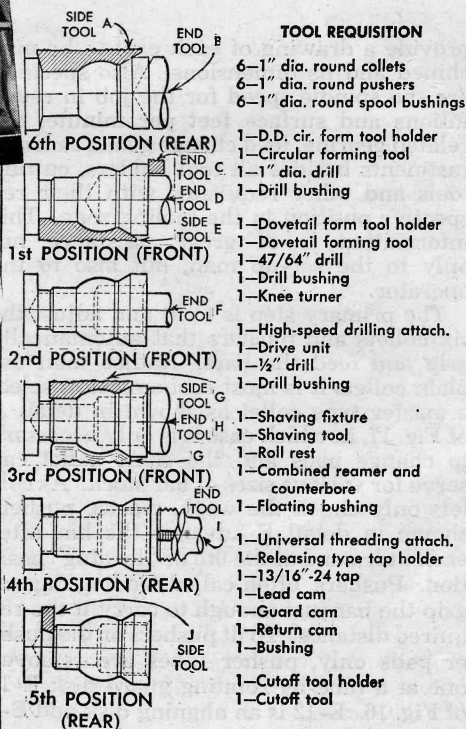 SIDE
TOOL
A
END
TOOL
B
6th POSITION (REAR)
END
TOOL
C
END
TOOL
D
SIDE
TOOL
E
1st POSITION (FRONT)
END
TOOL
F
2nd POSITION (FRONT)
SIDE
TOOL
G
END
TOOL
H
G
3rd POSITION (FRONT)
END
TOOL
I
4th POSITION (REAR)
J
SIDE
TOOL
5th POSITION
(REAR)
TOOL REQUISITION
6—1" dia. round collets
6—1" dia. round pushers
6—1" dia. round spool bushings
1—D.D. cir. form tool holder
1—Circular forming tool
1—1" dia. drill
1—Drill bushing
1—Dovetail form tool holder
1—Dovetail forming tool
1—47/64" drill
1—Drill bushing
1—Knee turner
1—High-speed drilling attach.
1—Drive unit
1—½" drill
1—Drill bushing
1—Shaving fixture
1—Shaving tool
1—Roll rest
1—Combined reamer and
counterbore
1—Floating bushing
1—Universal threading attach.
1—Releasing type tap holder
1—13/16"-24 tap
1—Lead cam
1—Guard cam
1—Return cam
1—Bushing
1—Cutoff tool holder
1—Cutoff tool